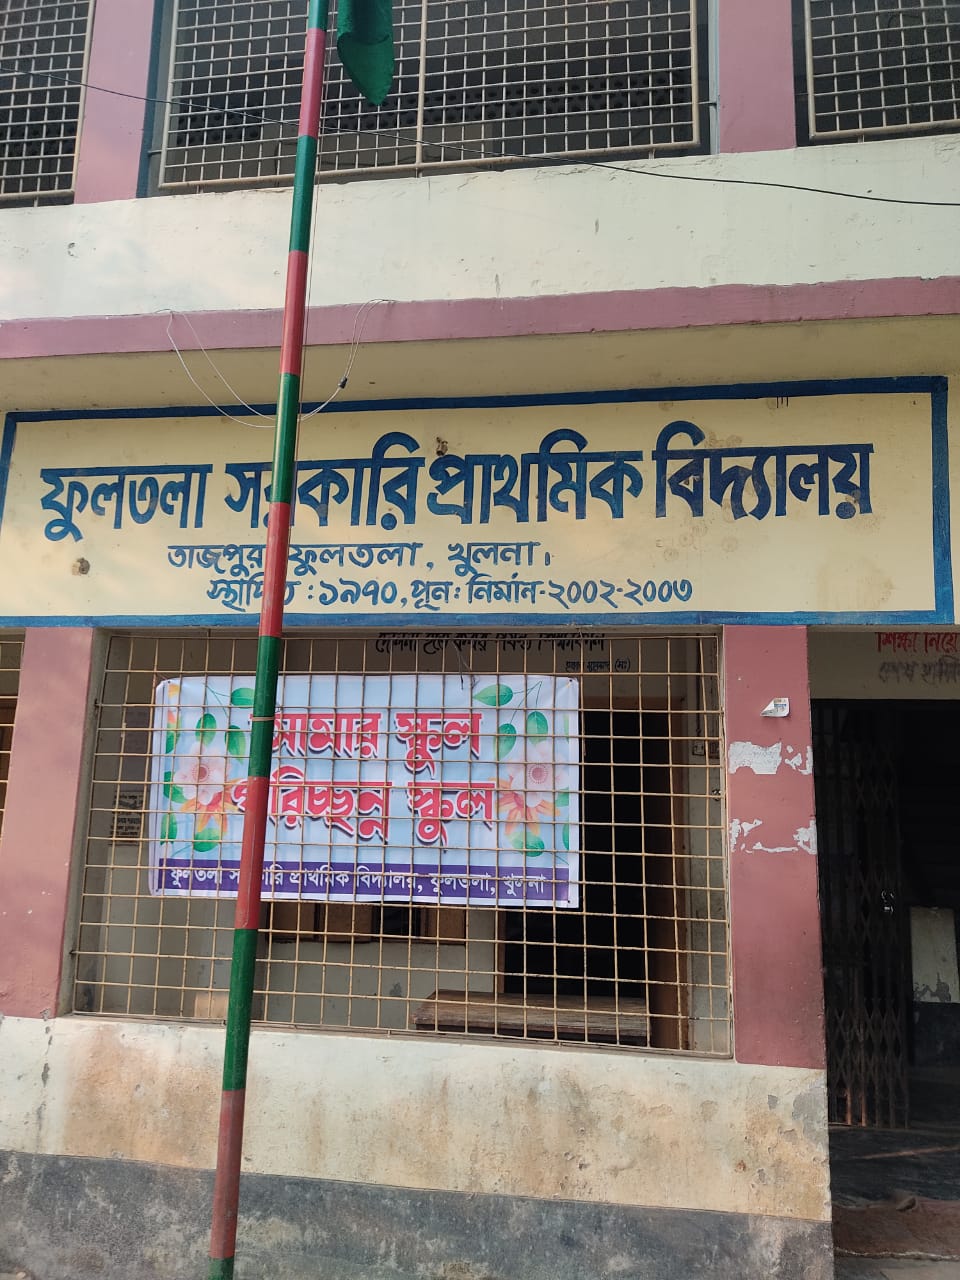 ফুলতলা সরকারি প্রাথমিক বিদ্যালয়
তাজপুর ফুলতলা, খুলনা।
স্থাপিত : ১৯৭০, পূন: নির্মান-২০০২-২০০৩
আমার স্কুল
পরিচ্ছন্ন স্কুল
ফুলতলা সরকারি প্রাথমিক বিদ্যালয়, ফুলতলা, খুলনা
শিক্ষা নিয়ে